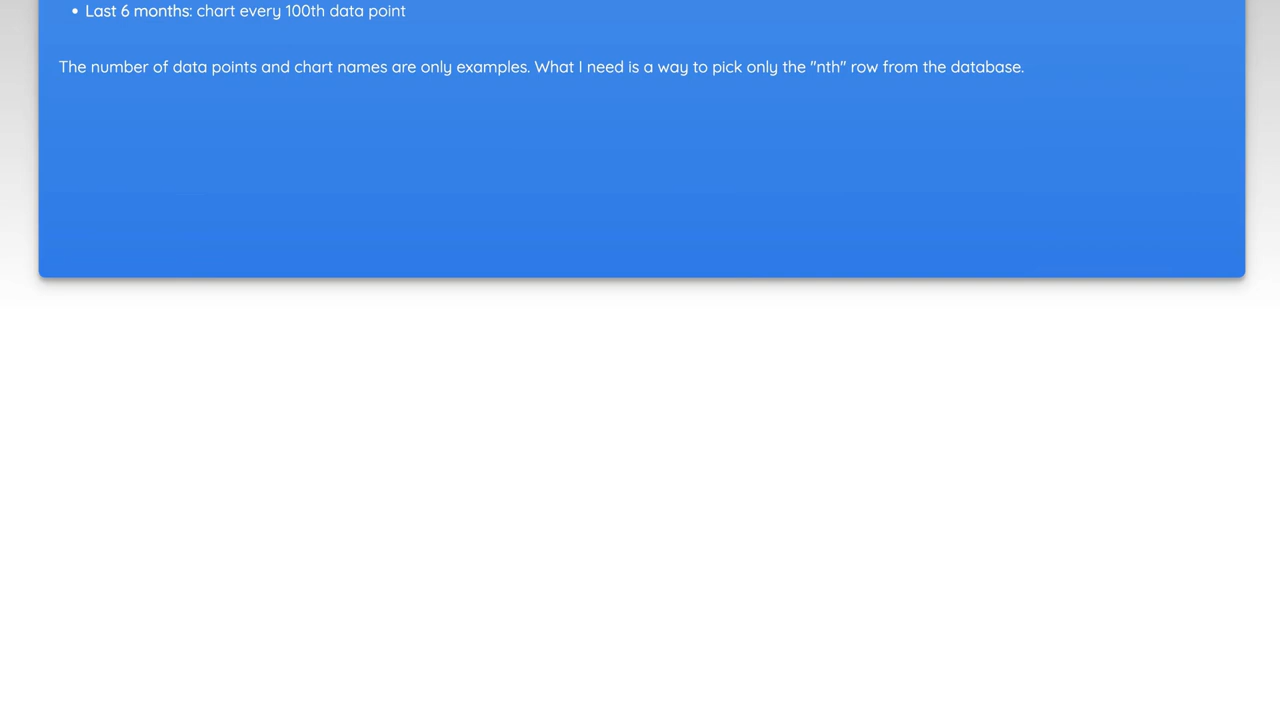 • Last 6 months: chart every 100th data point
The number of data points and chart names are only examples. What I need is a way to pick only the "nth" row from the database.